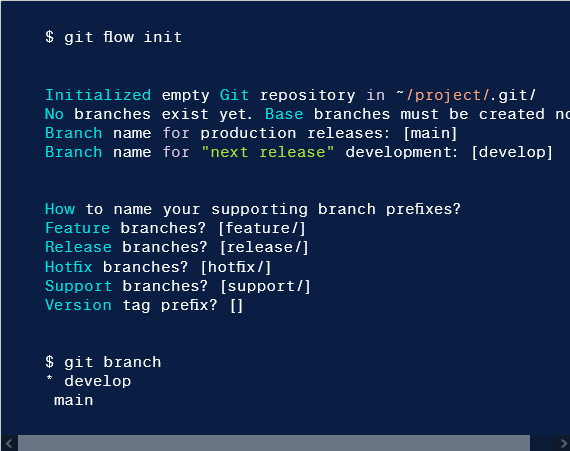 $ git flow init
Initialized empty Git repository in ~/project/.git/
No branches exist yet. Base branches must be created
Branch name for production releases: [main]
Branch name for "next release" development: [develop]
How to name your supporting branch prefixes?
Feature branches? [feature/]
Release branches? [release/]
Hotfix branches? [hotfix/]
Support branches? [support/]
Version tag prefix? []
$ git branch
* develop
main